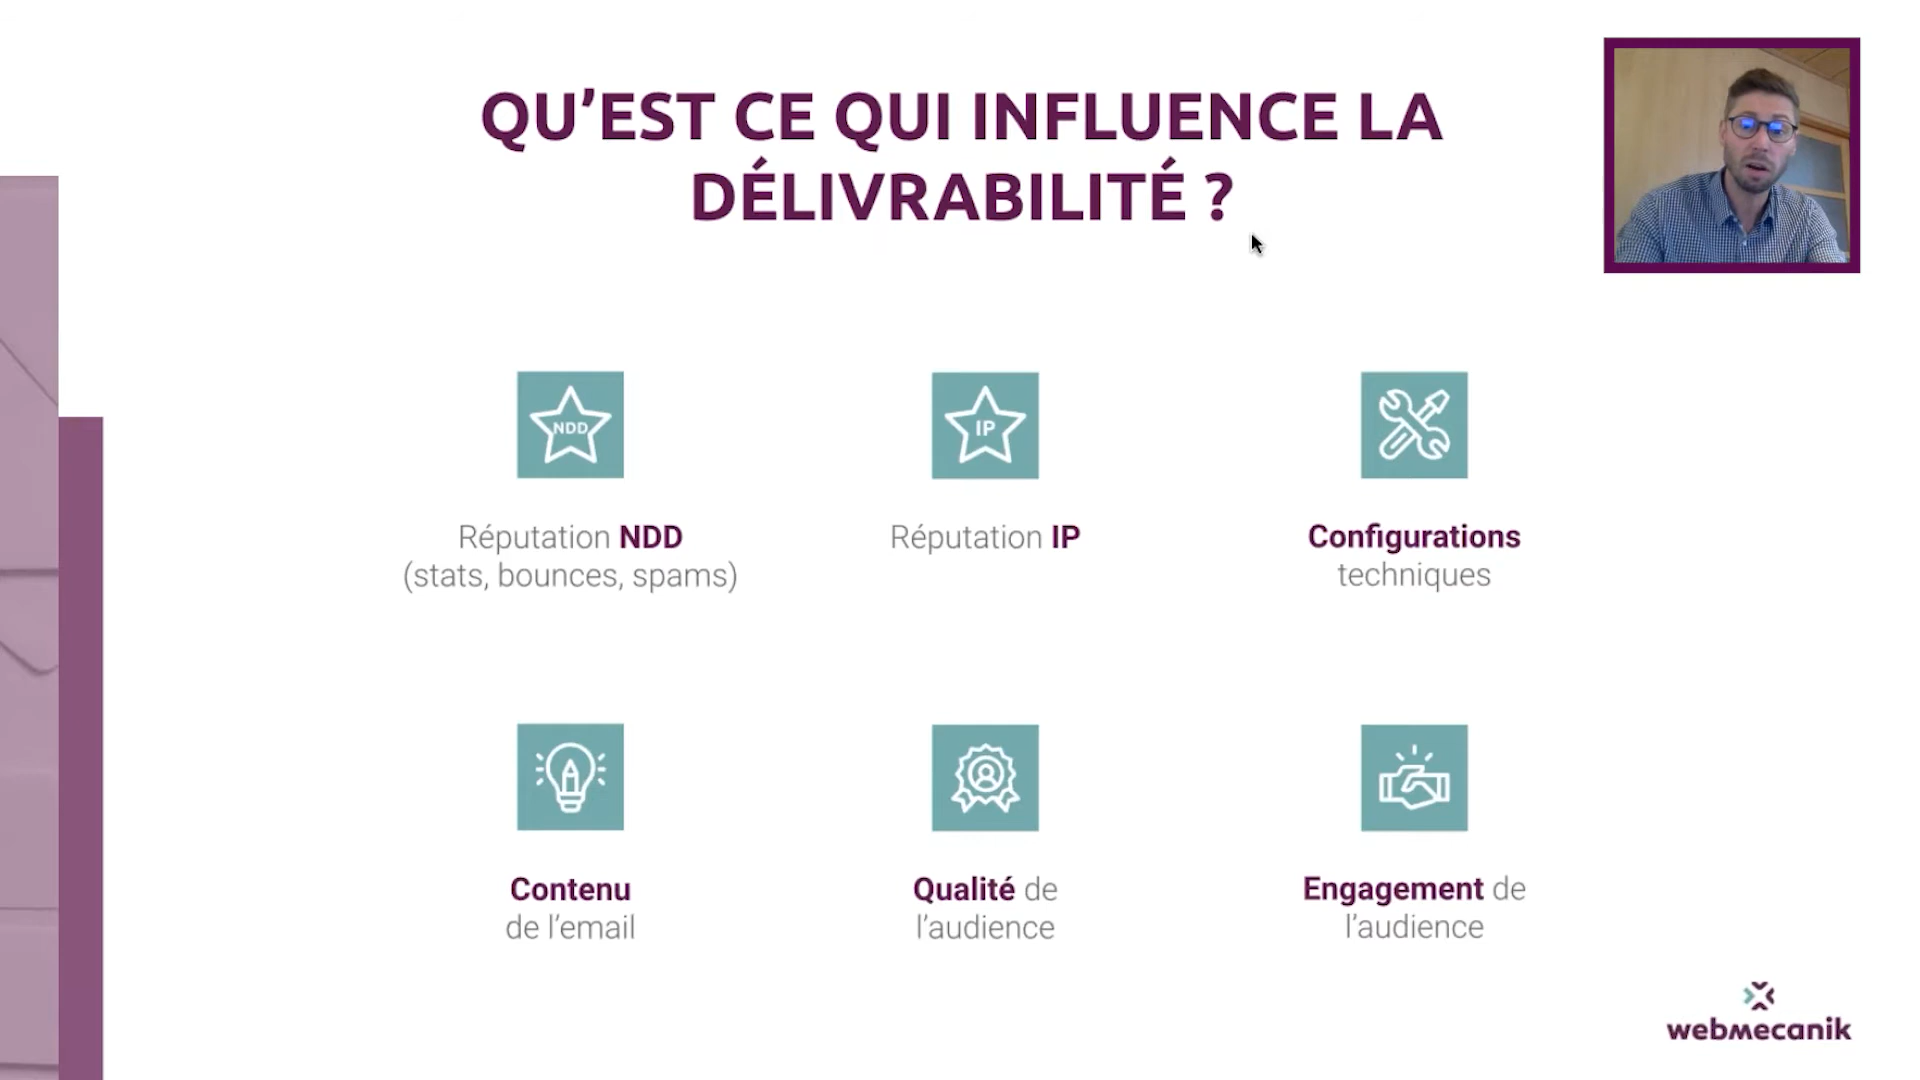 QU’EST CE QUI INFLUENCE LA
DÉLIVRABILITÉ ?
NDD
IP
Réputation NDD
(stats, bounces, spams)
Réputation IP
Configurations
techniques
Contenu
de l’email
Qualité de
l’audience
Engagement de
l’audience
webmecanik